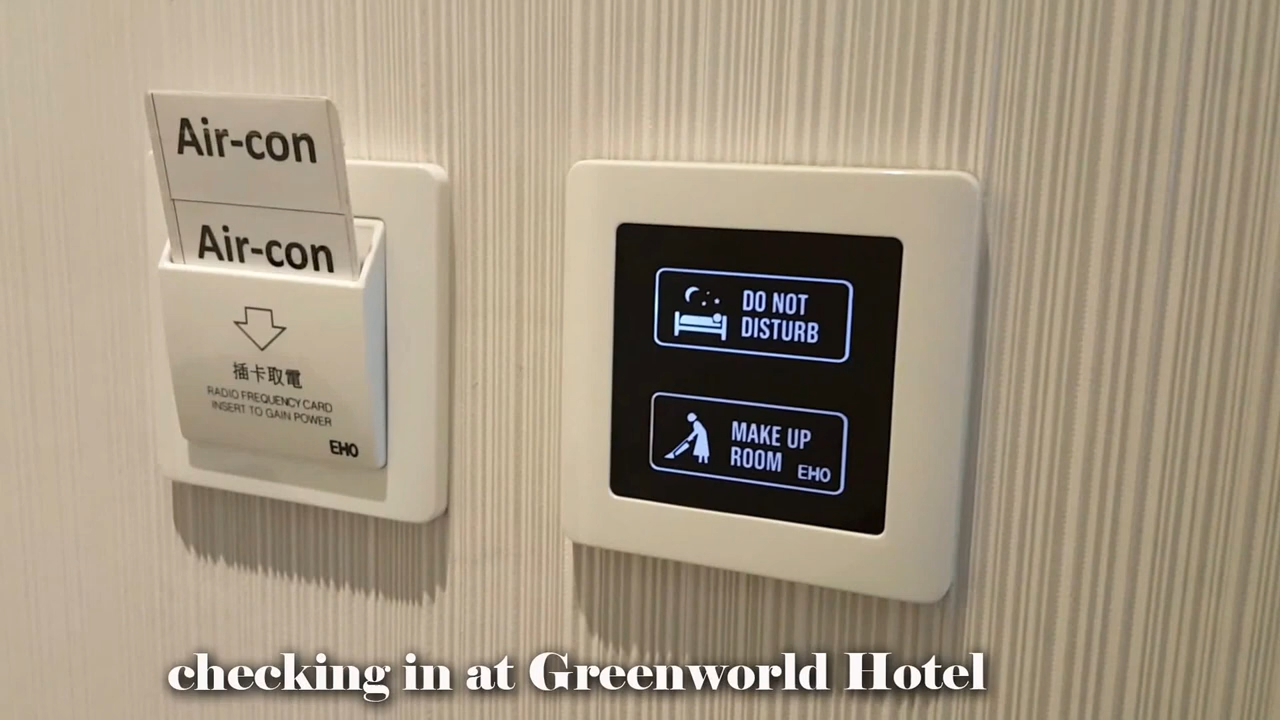 Air-con
Air-con
插卡取電
RADIO FREQUENCY CARD
INSERT TO GAIN POWER
EHO
DO NOT
DISTURB
MAKE UP
ROOM
EHO
checking in at Greenworld Hotel